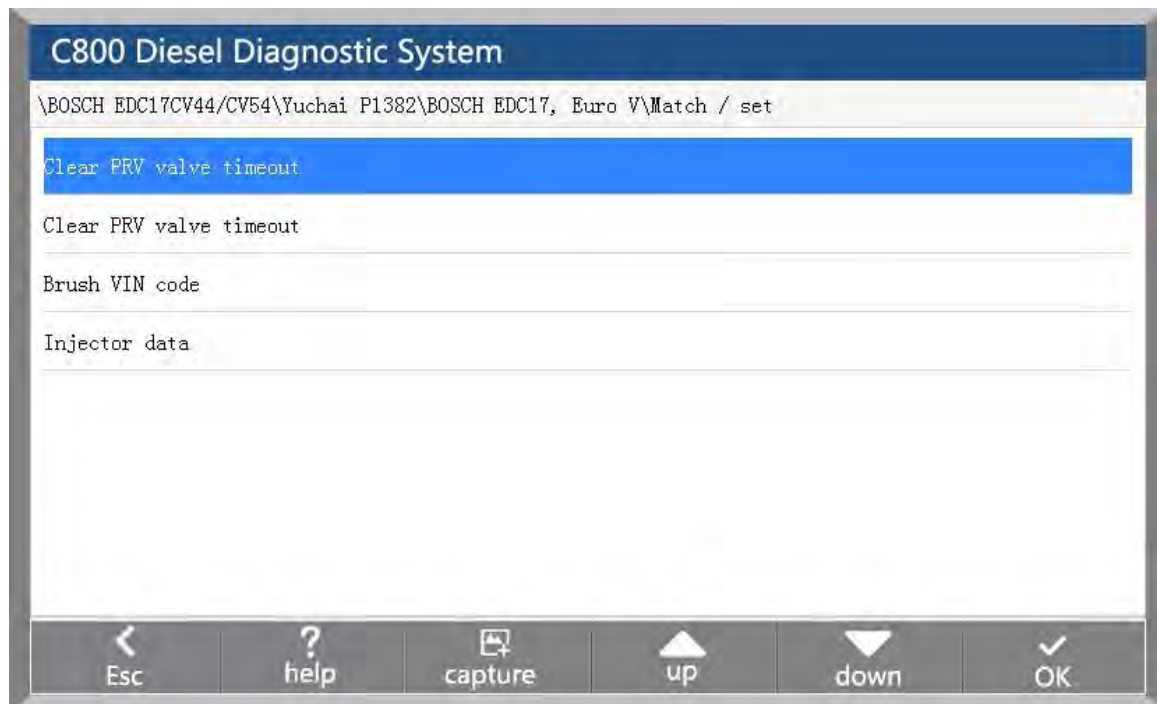 C800 Diesel Diagnostic System
\BOSCH EDC17CV44/CV54\Yuchai P1382\BOSCH EDC17, Euro V\Match / set
Clear PRV valve timeout
Clear PRV valve timeout
Brush VIN code
Injector data
Esc
? help
capture
up
down
OK